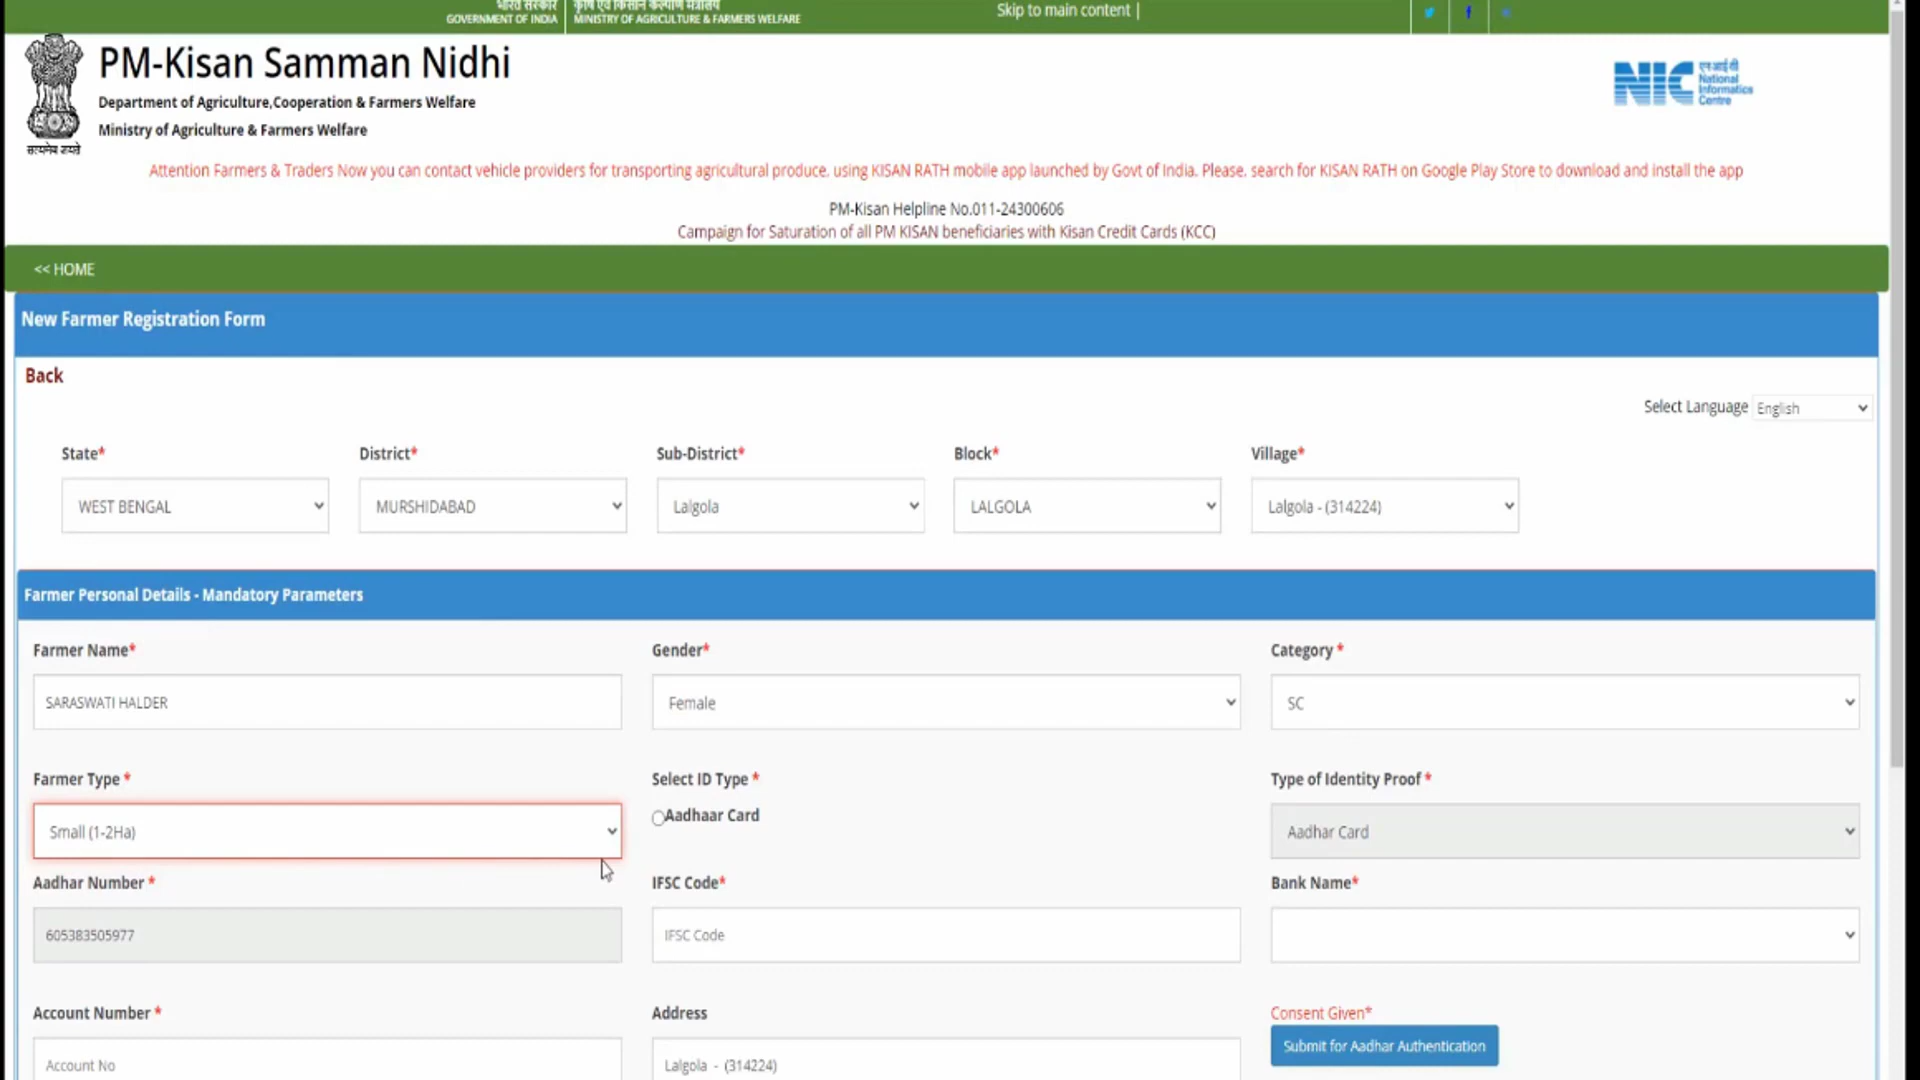 भारत सरकार
GOVERNMENT OF INDIA
कृषि एवं किसान कल्याण मंत्रालय
MINISTRY OF AGRICULTURE & FARMERS WELFARE
Skip to main content |
PM-Kisan Samman Nidhi
Department of Agriculture,Cooperation & Farmers Welfare
Ministry of Agriculture & Farmers Welfare
सत्यमेव जयते
NIC
एन आई सी
National
Informatics
Centre
Attention Farmers & Traders Now you can contact vehicle providers for transporting agricultural produce. using KISAN RATH mobile app launched by Govt of India. Please. search for KISAN RATH on Google Play Store to download and install the app
PM-Kisan Helpline No.011-24300606
Campaign for Saturation of all PM KISAN beneficiaries with Kisan Credit Cards (KCC)
<< HOME
New Farmer Registration Form
Back
Select Language English
State* District* Sub-District* Block* Village*
WEST BENGAL MURSHIDABAD Lalgola LALGOLA Lalgola - (314224)
Farmer Personal Details - Mandatory Parameters
Farmer Name* Gender* Category *
SARASWATI HALDER Female SC
Farmer Type * Select ID Type * Type of Identity Proof *
Small (1-2Ha) Aadhaar Card Aadhar Card
Aadhar Number * IFSC Code* Bank Name*
605383505977 IFSC Code
Account Number * Address Consent Given*
Account No Lalgola - (314224) Submit for Aadhar Authentication